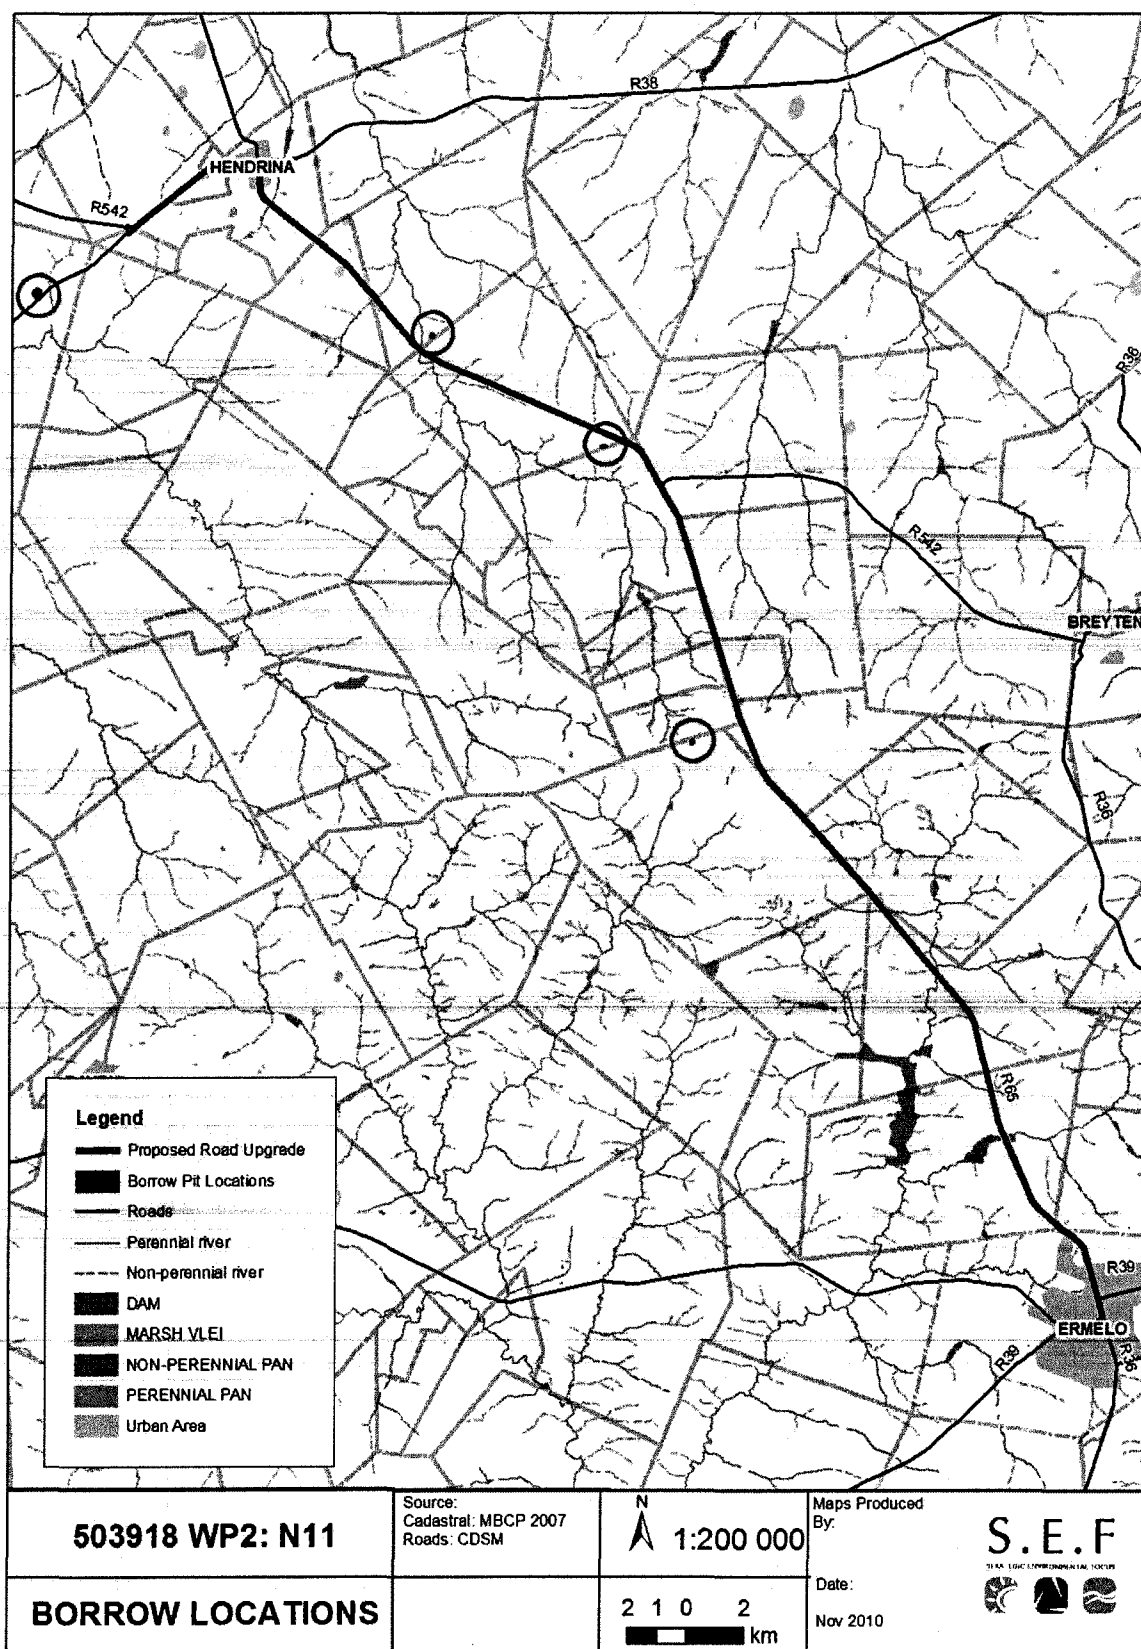 R38
HENDRINA
R542
R36
R542
BREYTEN
R36
R65
R39
ERMELO
R39
R36
Legend
Proposed Road Upgrade
Borrow Pit Locations
Roads
Perennial river
Non-perennial river
DAM
MARSH VLEI
NON-PERENNIAL PAN
PERENNIAL PAN
Urban Area
503918 WP2: N11
BORROW LOCATIONS
Source:
Cadastral: MBCP 2007
Roads: CDSM
N
1:200 000
2 1 0 2
km
Maps Produced
By:
S.E.F
Date:
Nov 2010